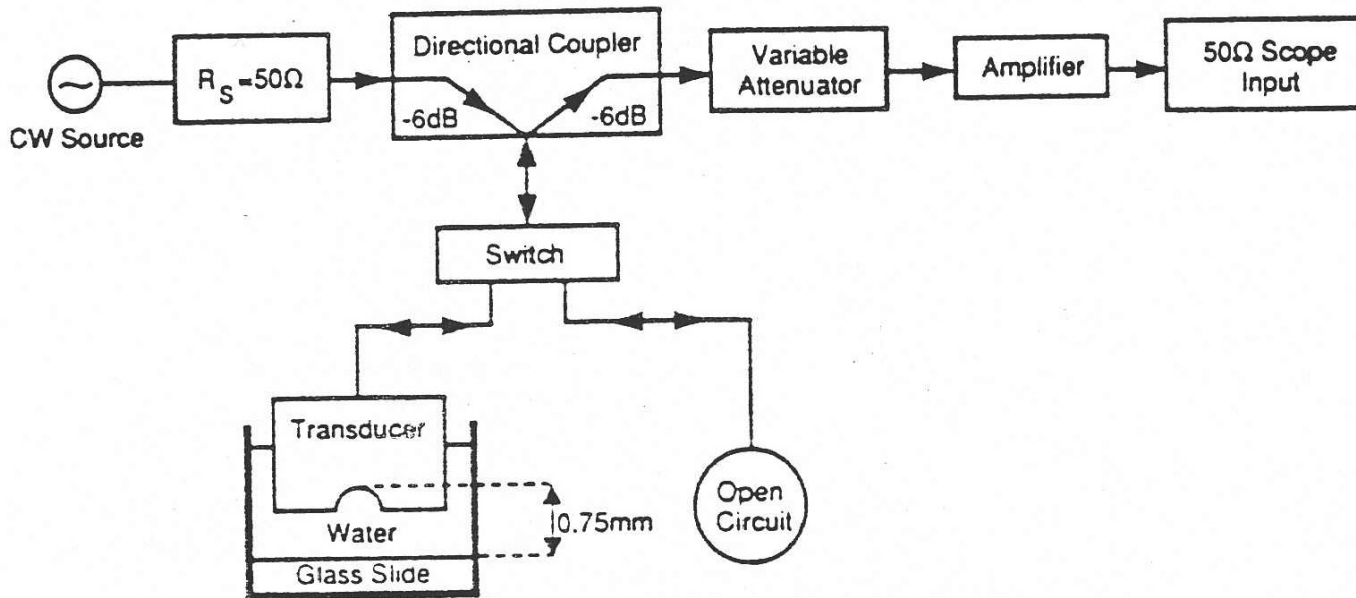 Directional Coupler
R_S=50Ω
Variable
Attenuator
Amplifier
50Ω Scope
Input
-6dB
-6dB
CW Source
Switch
Transducer
Open
Circuit
0.75mm
Water
Glass Slide